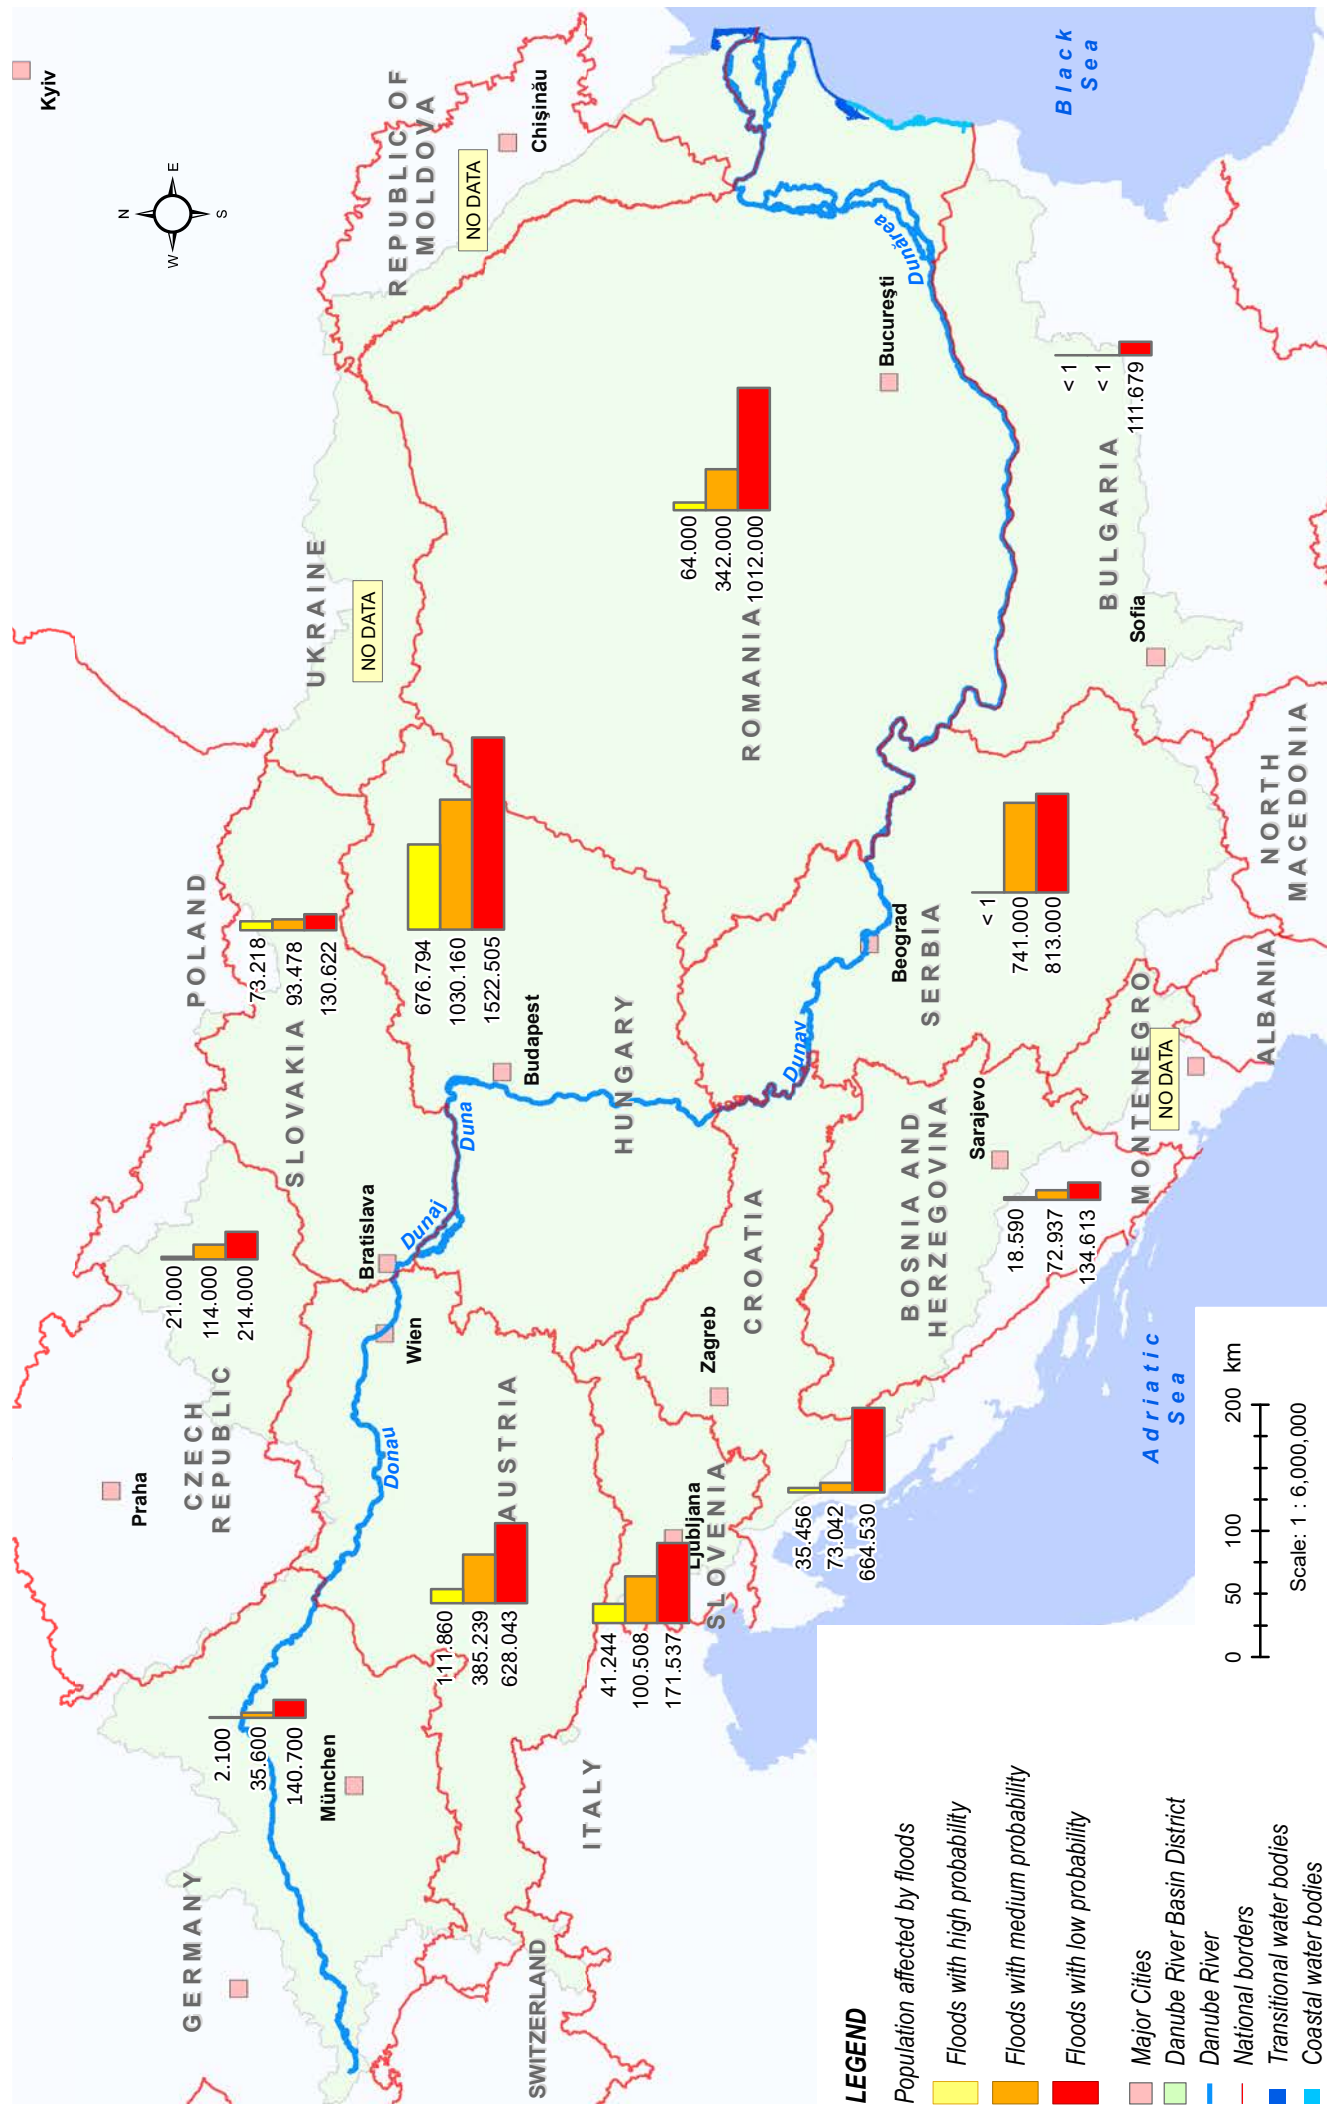 Kyiv
N
W
E
S
REPUBLIC OF
MOLDOVA
Chişinău
NO DATA
UKRAINE
NO DATA
POLAND
Praha
CZECH
REPUBLIC
21.000
114.000
214.000
SLOVAKIA
73.218
93.478
130.622
Bratislava
Dunaj
Duna
Wien
Donau
GERMANY
2.100
35.600
140.700
München
AUSTRIA
111.860
385.239
628.043
SWITZERLAND
ITALY
HUNGARY
Budapest
676.794
1030.160
1522.505
ROMANIA
64.000
342.000
1012.000
Bucureşti
Dunărea
Black
Sea
SLOVENIA
Ljubljana
41.244
100.508
171.537
Zagreb
CROATIA
35.456
73.042
664.530
Dunav
Beograd
SERBIA
< 1
741.000
813.000
BOSNIA AND
HERZEGOVINA
Sarajevo
18.590
72.937
134.613
MONTENEGRO
NO DATA
ALBANIA
NORTH
MACEDONIA
BULGARIA
Sofia
< 1
< 1
111.679
Adriatic
Sea
LEGEND
Population affected by floods
Floods with high probability
Floods with medium probability
Floods with low probability
Major Cities
Danube River Basin District
Danube River
National borders
Transitional water bodies
Coastal water bodies
0 50 100 200 km
Scale: 1 : 6,000,000